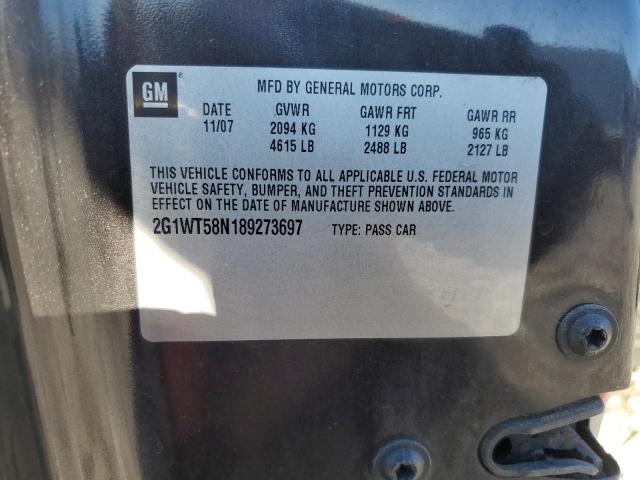 GM ®
MFD BY GENERAL MOTORS CORP.
DATE GVWR GAWR FRT GAWR RR
11/07 2094 KG 1129 KG 965 KG
4615 LB 2488 LB 2127 LB
THIS VEHICLE CONFORMS TO ALL APPLICABLE U.S. FEDERAL MOTOR
VEHICLE SAFETY, BUMPER, AND THEFT PREVENTION STANDARDS IN
EFFECT ON THE DATE OF MANUFACTURE SHOWN ABOVE.
2G1WT58N189273697 TYPE: PASS CAR